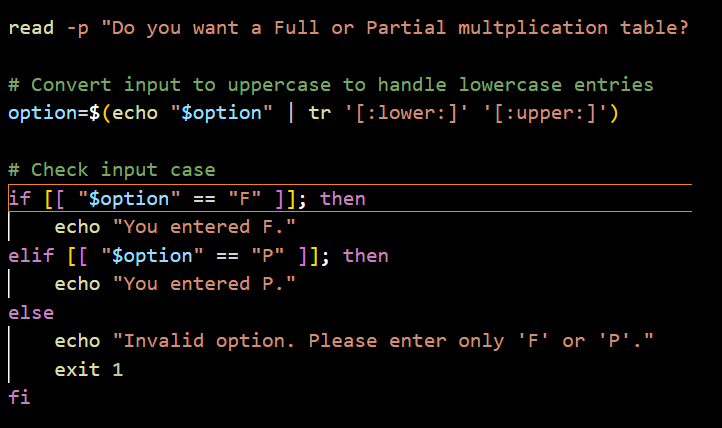 read -p "Do you want a Full or Partial multplication table?
# Convert input to uppercase to handle lowercase entries
option=$(echo "$option" | tr '[:lower:]' '[:upper:]')
# Check input case
if [[ "$option" == "F" ]]; then
    echo "You entered F."
elif [[ "$option" == "P" ]]; then
    echo "You entered P."
else
    echo "Invalid option. Please enter only 'F' or 'P'."
    exit 1
fi